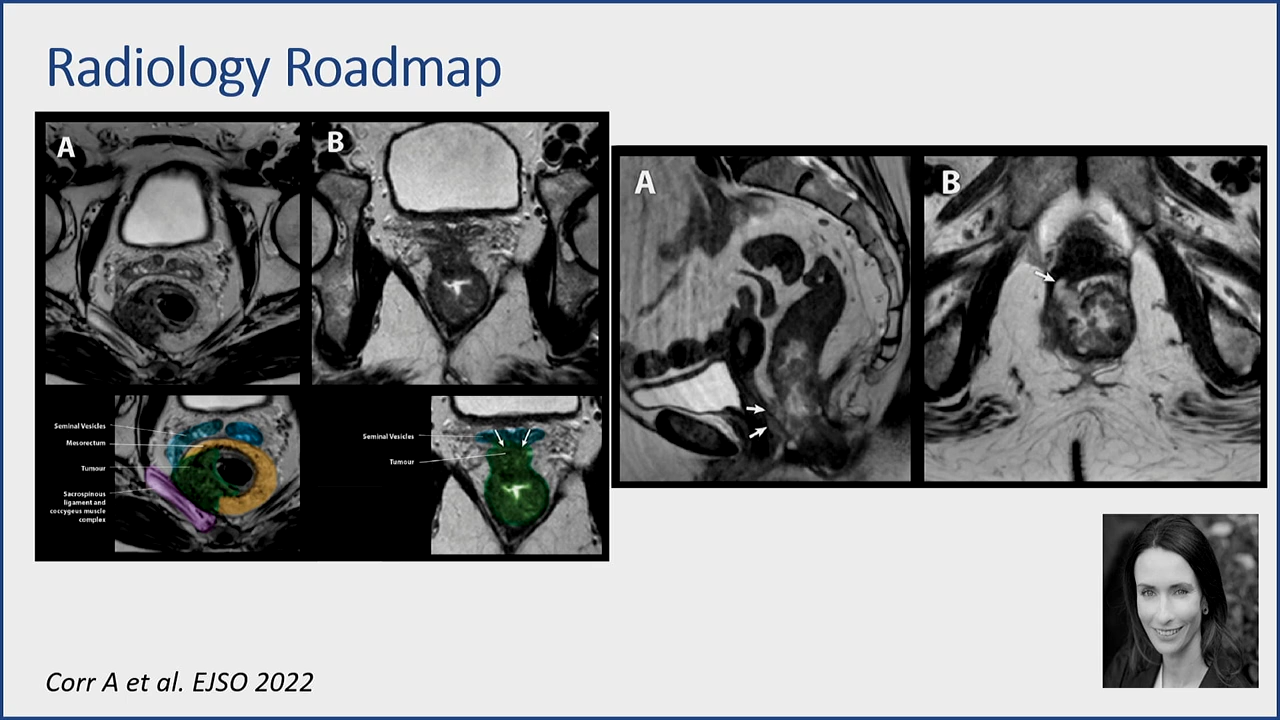 Radiology Roadmap
A
B
Seminal Vesicles
Mesorectum
Tumour
Sacrospinous
ligament and
coccygeus muscle
complex
Seminal Vesicles
Tumour
A
B
Corr A et al. EJSO 2022